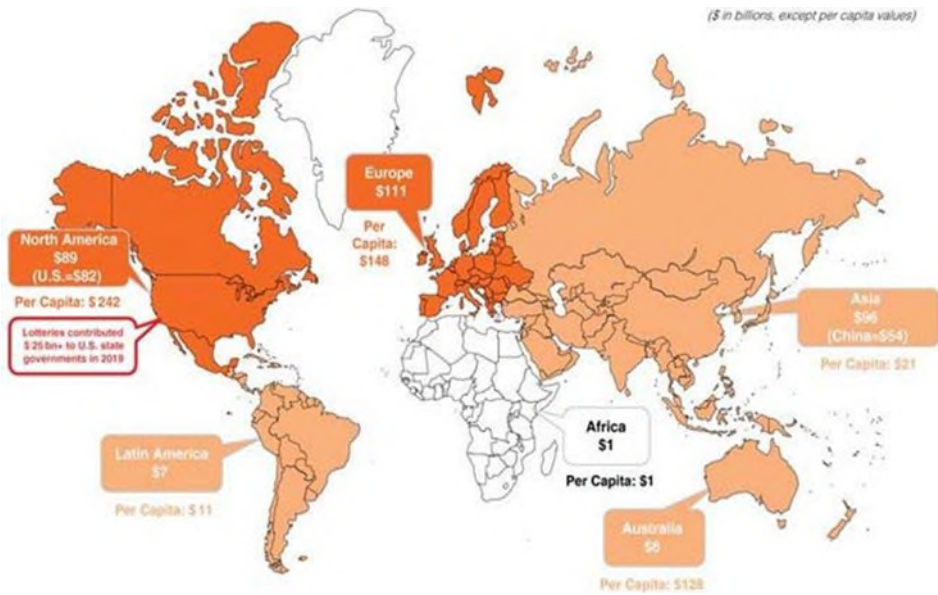 ($ in billions, except per capita values)
Europe
$111
Per
Capita:
$148
North America
$89
(U.S.=$82)
Per Capita: $242
Lotteries contributed
$25bn+ to U.S. state
governments in 2019
Asia
$96
(China=$54)
Per Capita: $21
Africa
$1
Per Capita: $1
Latin America
$7
Per Capita: $11
Australia
$6
Per Capita: $128